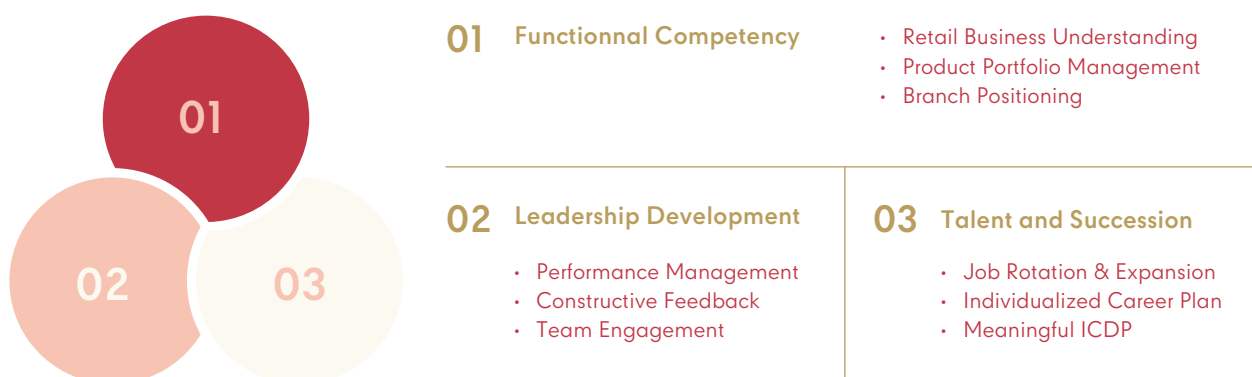 01
02
03
01 Functionnal Competency
• Retail Business Understanding
• Product Portfolio Management
• Branch Positioning
02 Leadership Development
• Performance Management
• Constructive Feedback
• Team Engagement
03 Talent and Succession
• Job Rotation & Expansion
• Individualized Career Plan
• Meaningful ICDP